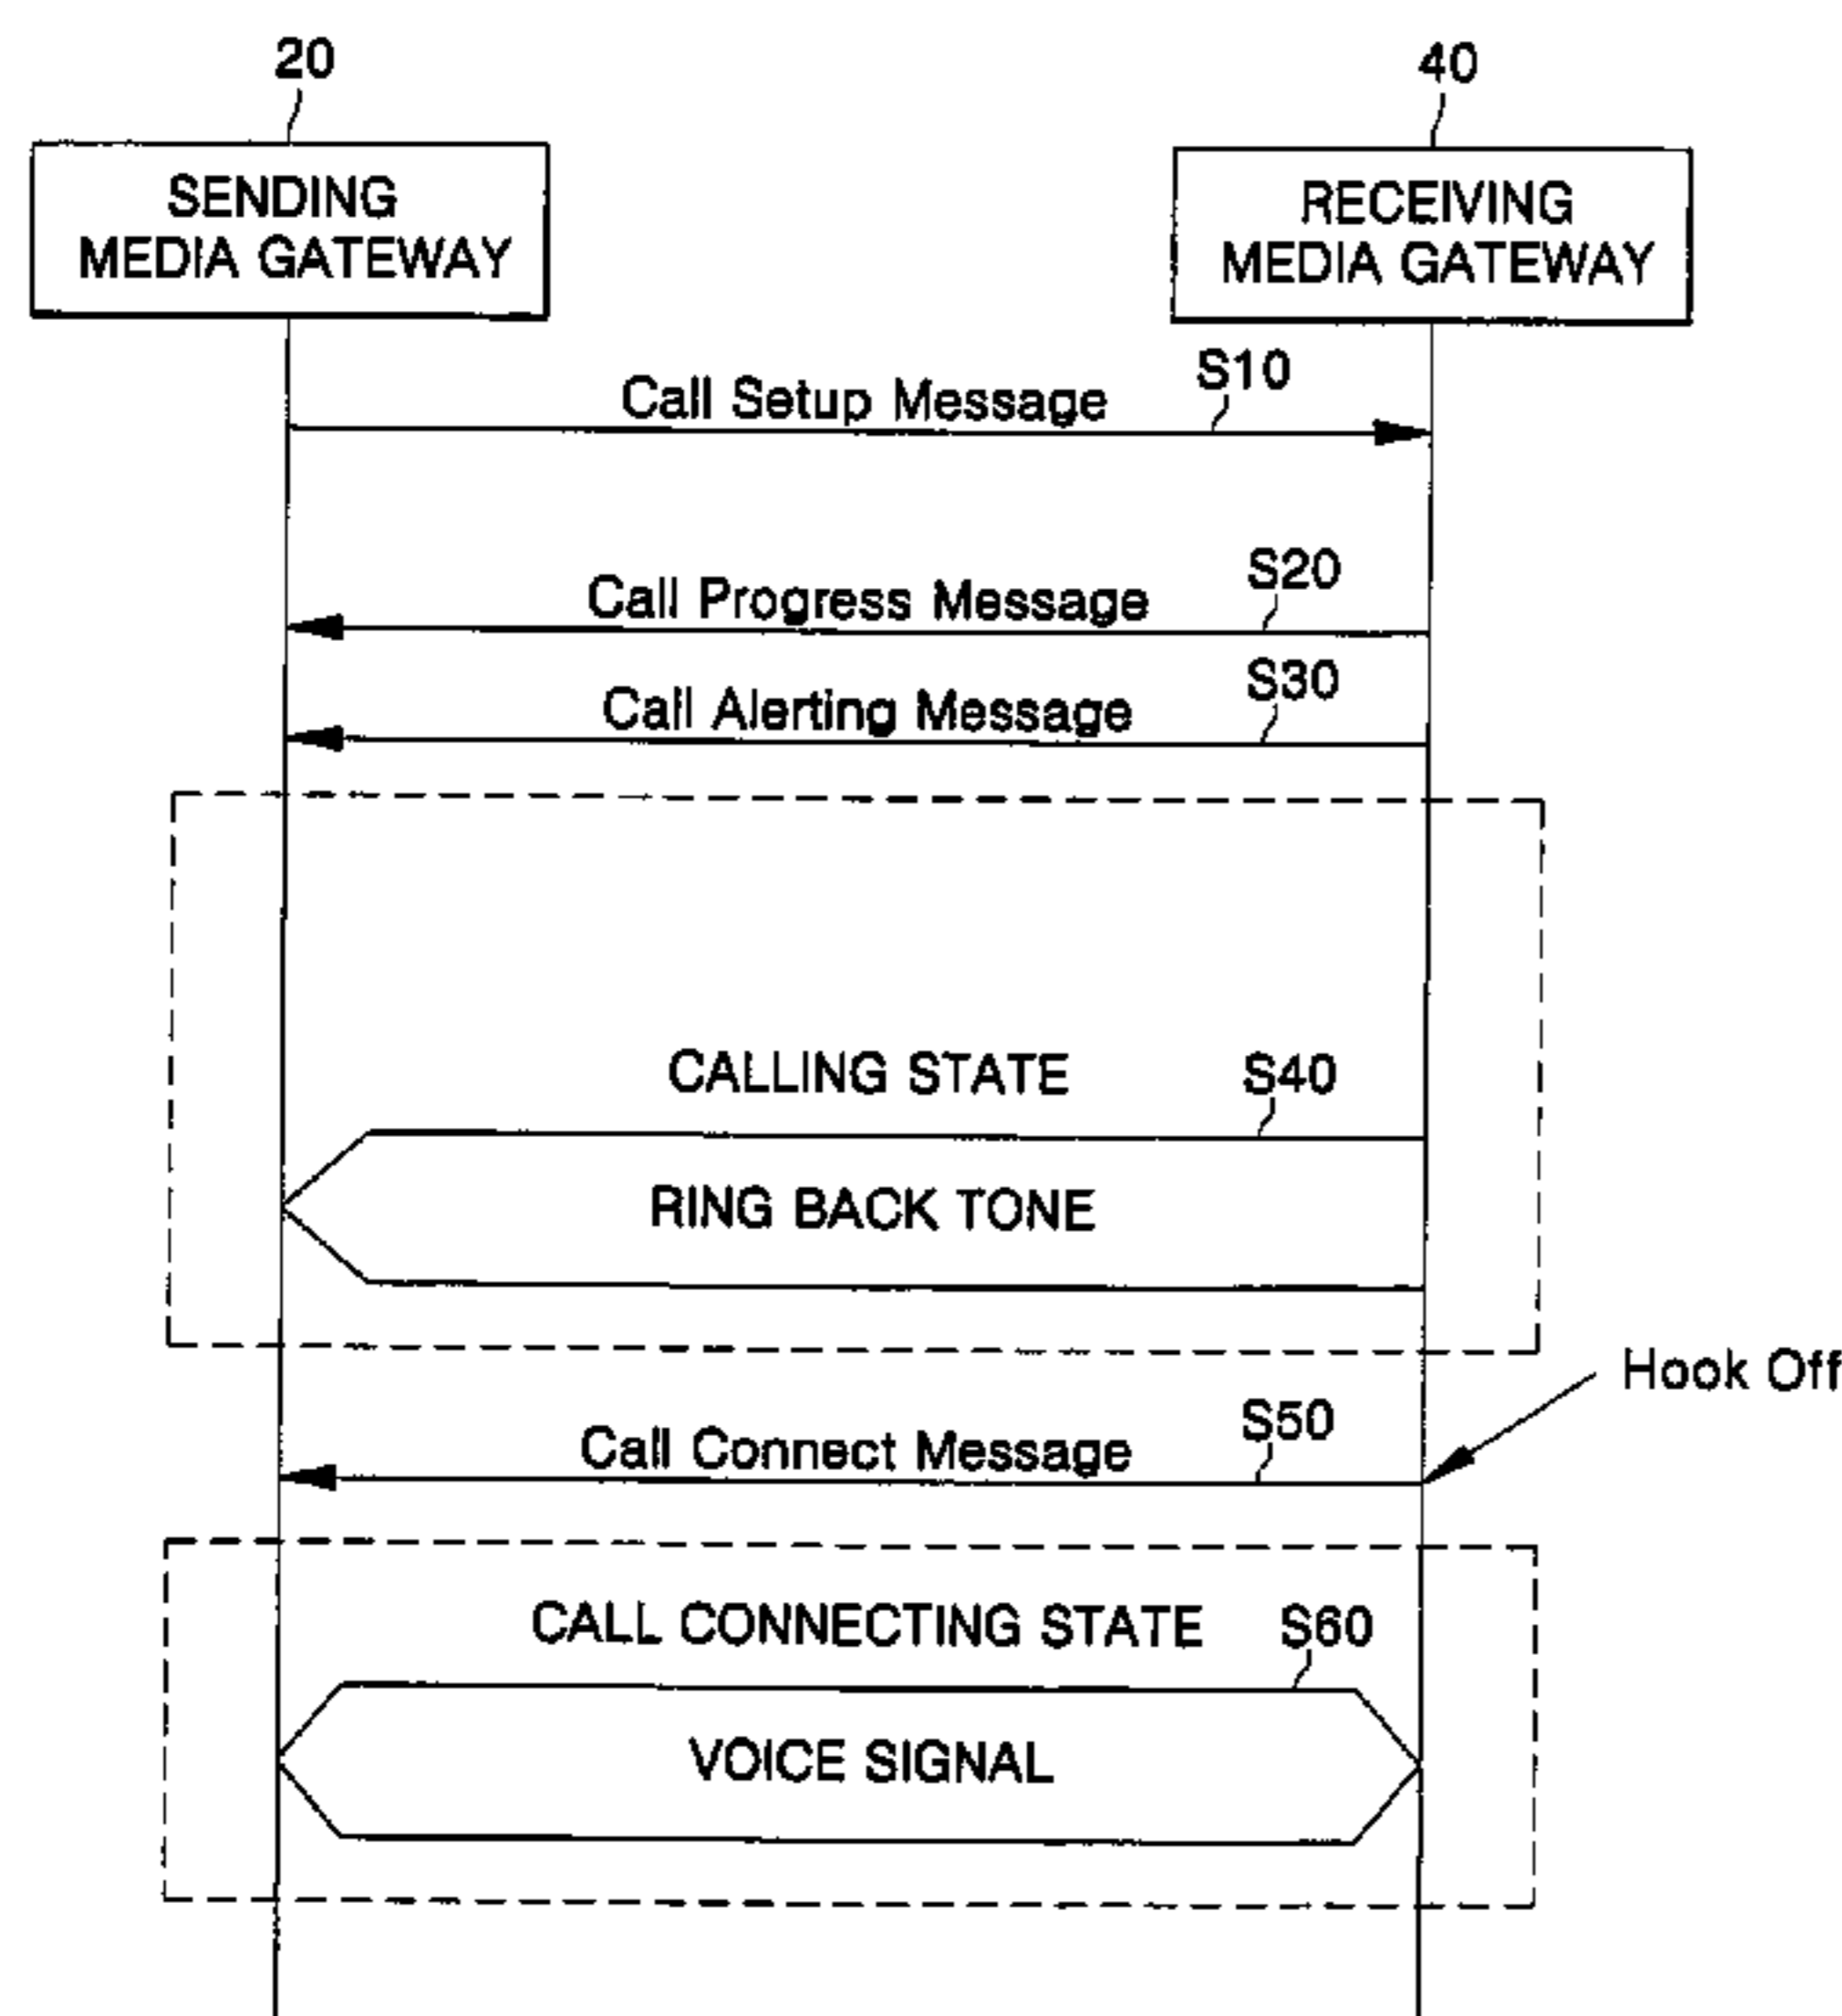 20
40
SENDING
MEDIA GATEWAY
RECEIVING
MEDIA GATEWAY
S10
Call Setup Message
S20
Call Progress Message
S30
Call Alerting Message
CALLING STATE
S40
RING BACK TONE
Hook Off
S50
Call Connect Message
CALL CONNECTING STATE
S60
VOICE SIGNAL